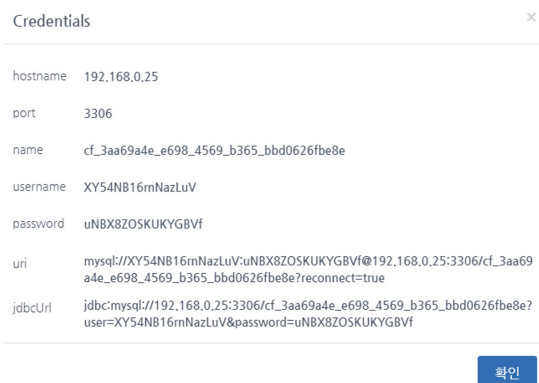 Credentials
×
hostname 192.168.0.25
port 3306
name cf_3aa69a4e_e698_4569_b365_bbd0626fbe8e
username XY54NB16rnNazLuV
password uNBX8ZOSKUKYGBVf
uri mysql://XY54NB16rnNazLuV:uNBX8ZOSKUKYGBVf@192.168.0.25:3306/cf_3aa69
a4e_e698_4569_b365_bbd0626fbe8e?reconnect=true
jdbcUrl jdbc:mysql://192.168.0.25:3306/cf_3aa69a4e_e698_4569_b365_bbd0626fbe8e?
user=XY54NB16rnNazLuV&password=uNBX8ZOSKUKYGBVf
확인